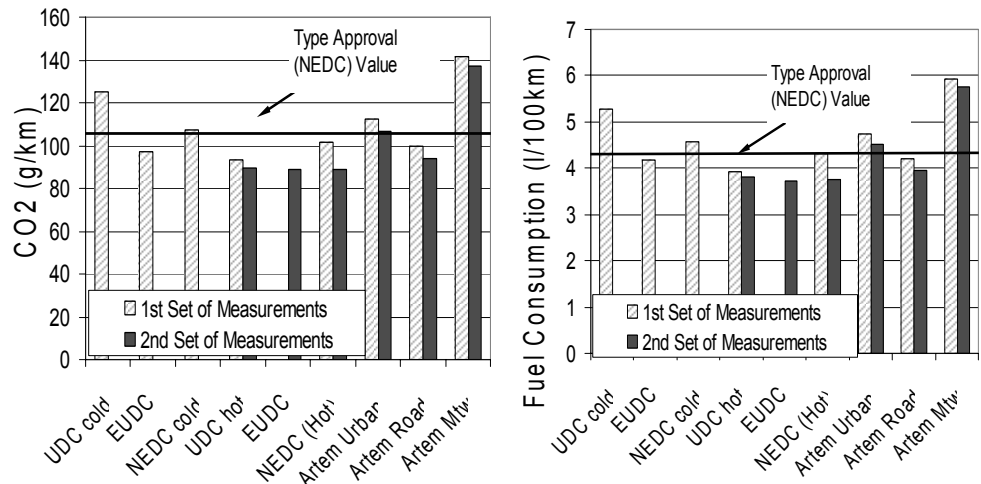 CO2 (g/km)
160
140
120
100
80
60
40
20
0
Type Approval
(NEDC) Value
1st Set of Measurements
2nd Set of Measurements
UDC cold
EUDC
NEDC cold
UDC hot
EUDC
NEDC (Hot)
Artem Urban
Artem Road
Artem Mtw
Fuel Consumption (l/100km)
7
6
5
4
3
2
1
0
Type Approval
(NEDC) Value
1st Set of Measurements
2nd Set of Measurements
UDC cold
EUDC
NEDC cold
UDC hot
EUDC
NEDC (Hot)
Artem Urban
Artem Road
Artem Mtw